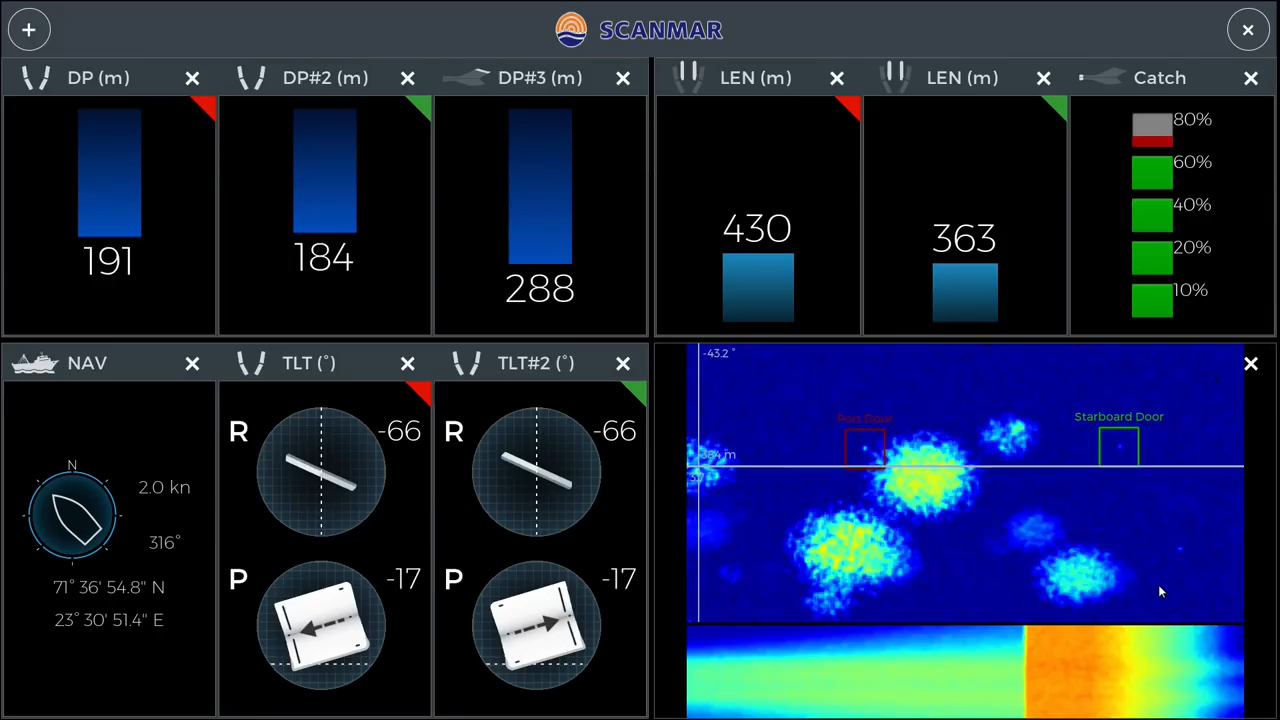 +
SCANMAR
×
DP (m) ×
DP#2 (m) ×
DP#3 (m) ×
LEN (m) ×
LEN (m) ×
Catch ×
191
184
288
430
363
80%
60%
40%
20%
10%
NAV ×
TLT (°) ×
TLT#2 (°) ×
×
N
2.0 kn
316°
71° 36' 54.8" N
23° 30' 51.4" E
R -66
P -17
R -66
P -17
-43.2 °
Port Door
Starboard Door